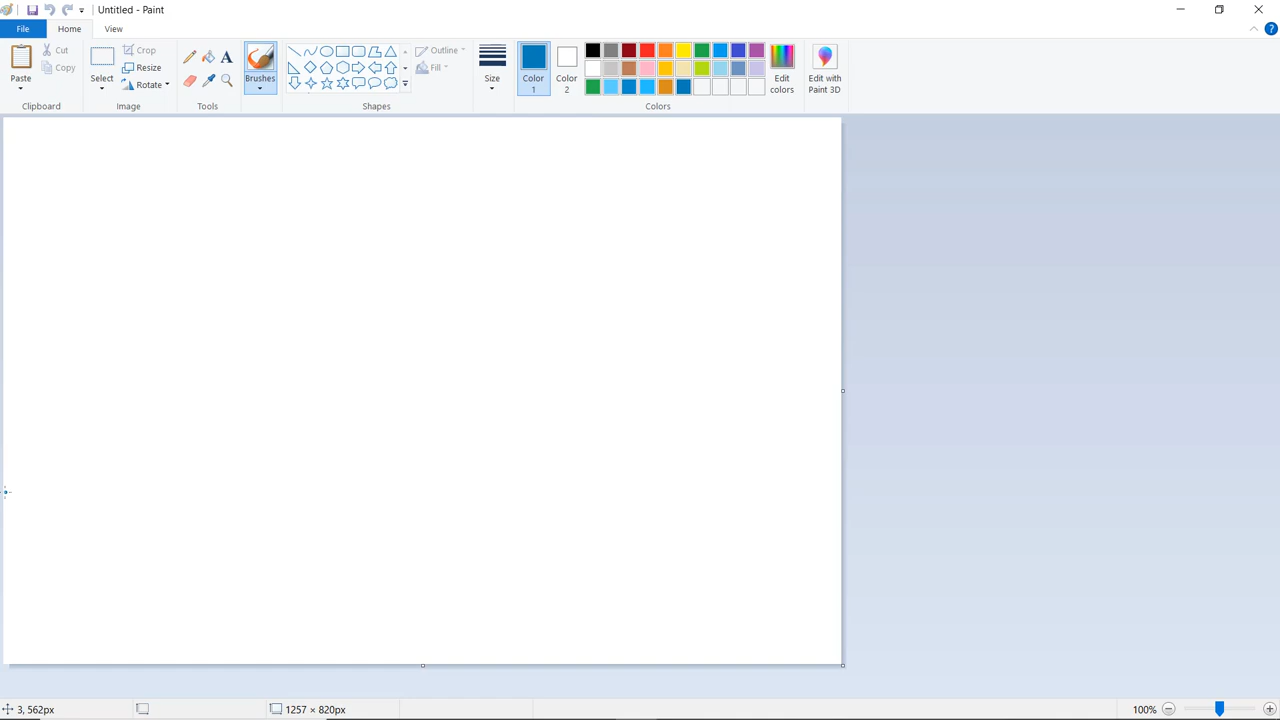 Untitled - Paint
File Home View
Paste Cut Copy
Select Crop Resize Rotate
A
Brushes
Outline Fill
Size
Color 1
Color 2
Edit colors
Edit with Paint 3D
Clipboard Image Tools Shapes Colors
3, 562px 1257 × 820px 100%